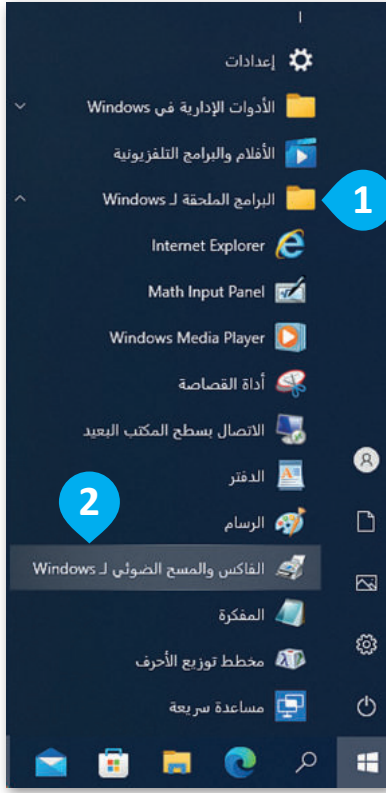 إعدادات
الأدوات الإدارية في Windows
الأفلام والبرامج التلفزيونية
البرامج الملحقة لـ Windows
1
Internet Explorer
Math Input Panel
Windows Media Player
أداة القصاصة
الاتصال بسطح المكتب البعيد
الدفتر
2
الرسام
الفاكس والمسح الضوئي لـ Windows
المفكرة
مخطط توزيع الأحرف
مساعدة سريعة